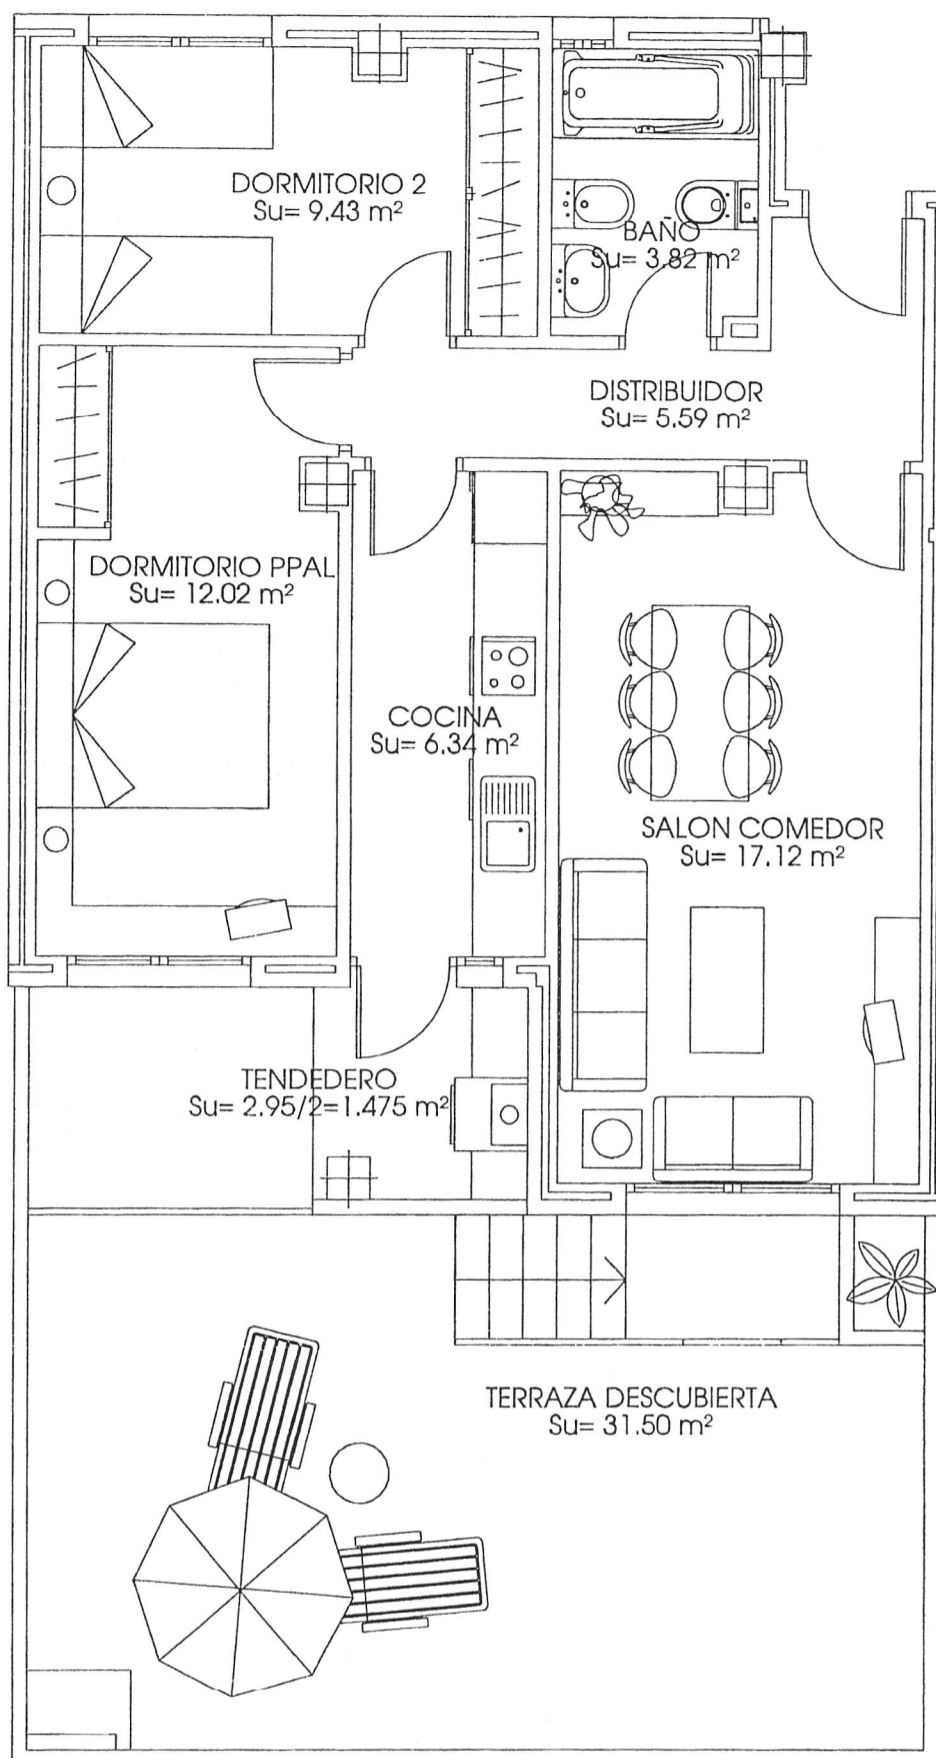 DORMITORIO 2
Su= 9.43 m²
BAÑO
Su= 3.82 m²
DISTRIBUIDOR
Su= 5.59 m²
DORMITORIO PPAL
Su= 12.02 m²
COCINA
Su= 6.34 m²
SALON COMEDOR
Su= 17.12 m²
TENDEDERO
Su= 2.95/2=1.475 m²
TERRAZA DESCUBIERTA
Su= 31.50 m²